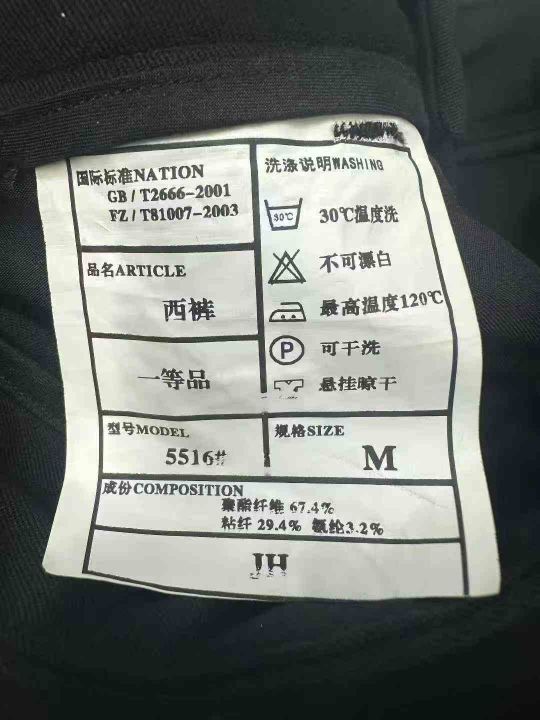 国际标准NATION
GB / T2666-2001
FZ / T81007-2003
品名ARTICLE
西裤
一等品
洗涤说明WASHING
30℃
30℃温度洗
不可漂白
最高温度120℃
P
可干洗
悬挂晾干
型号MODEL
5516#
规格SIZE
M
成份COMPOSITION
聚酯纤维 67.4%
粘纤 29.4% 氨纶3.2%
JH